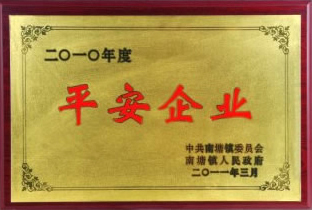 二〇一〇年度
平安企业
中共南塘镇委员会
南塘镇人民政府
二〇一一年三月